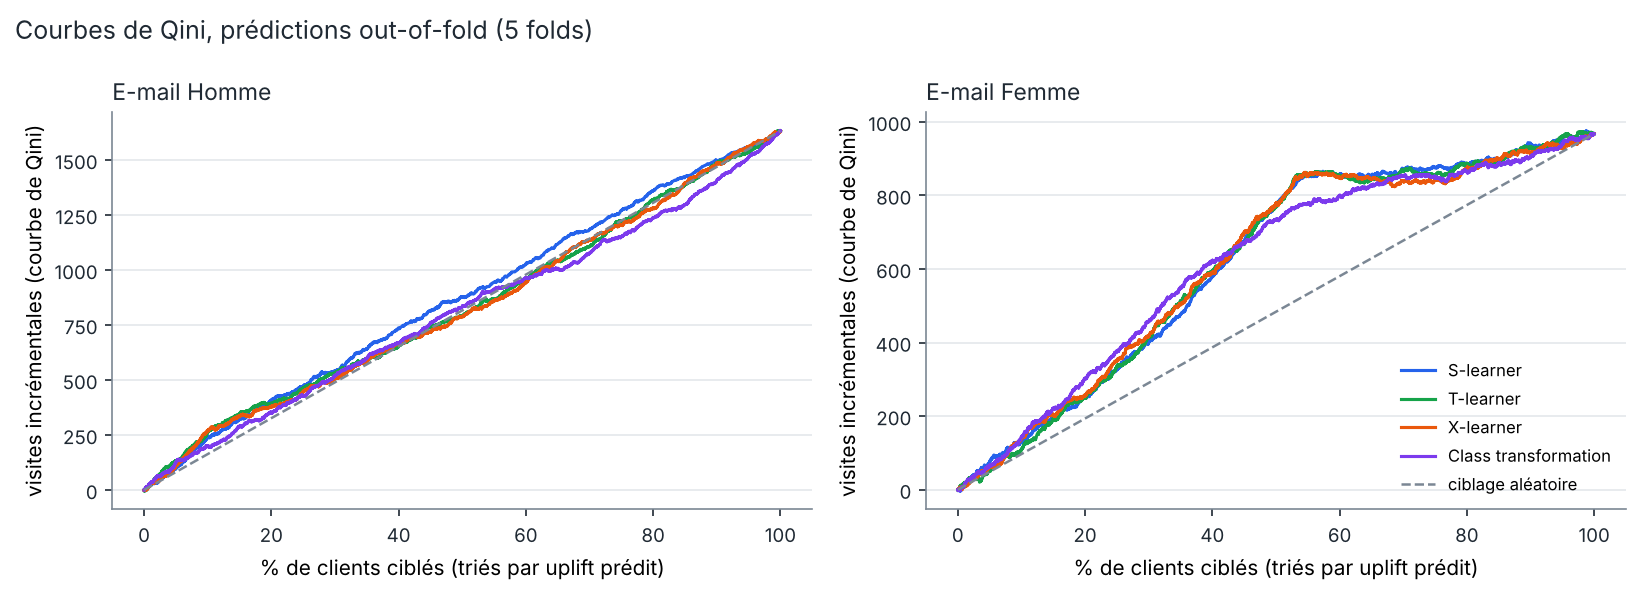 Courbes de Qini, prédictions out-of-fold (5 folds)
E-mail Homme
visites incrémentales (courbe de Qini)
1500
1250
1000
750
500
250
0
0 20 40 60 80 100
% de clients ciblés (triés par uplift prédit)
E-mail Femme
visites incrémentales (courbe de Qini)
1000
800
600
400
200
0
S-learner
T-learner
X-learner
Class transformation
ciblage aléatoire
0 20 40 60 80 100
% de clients ciblés (triés par uplift prédit)